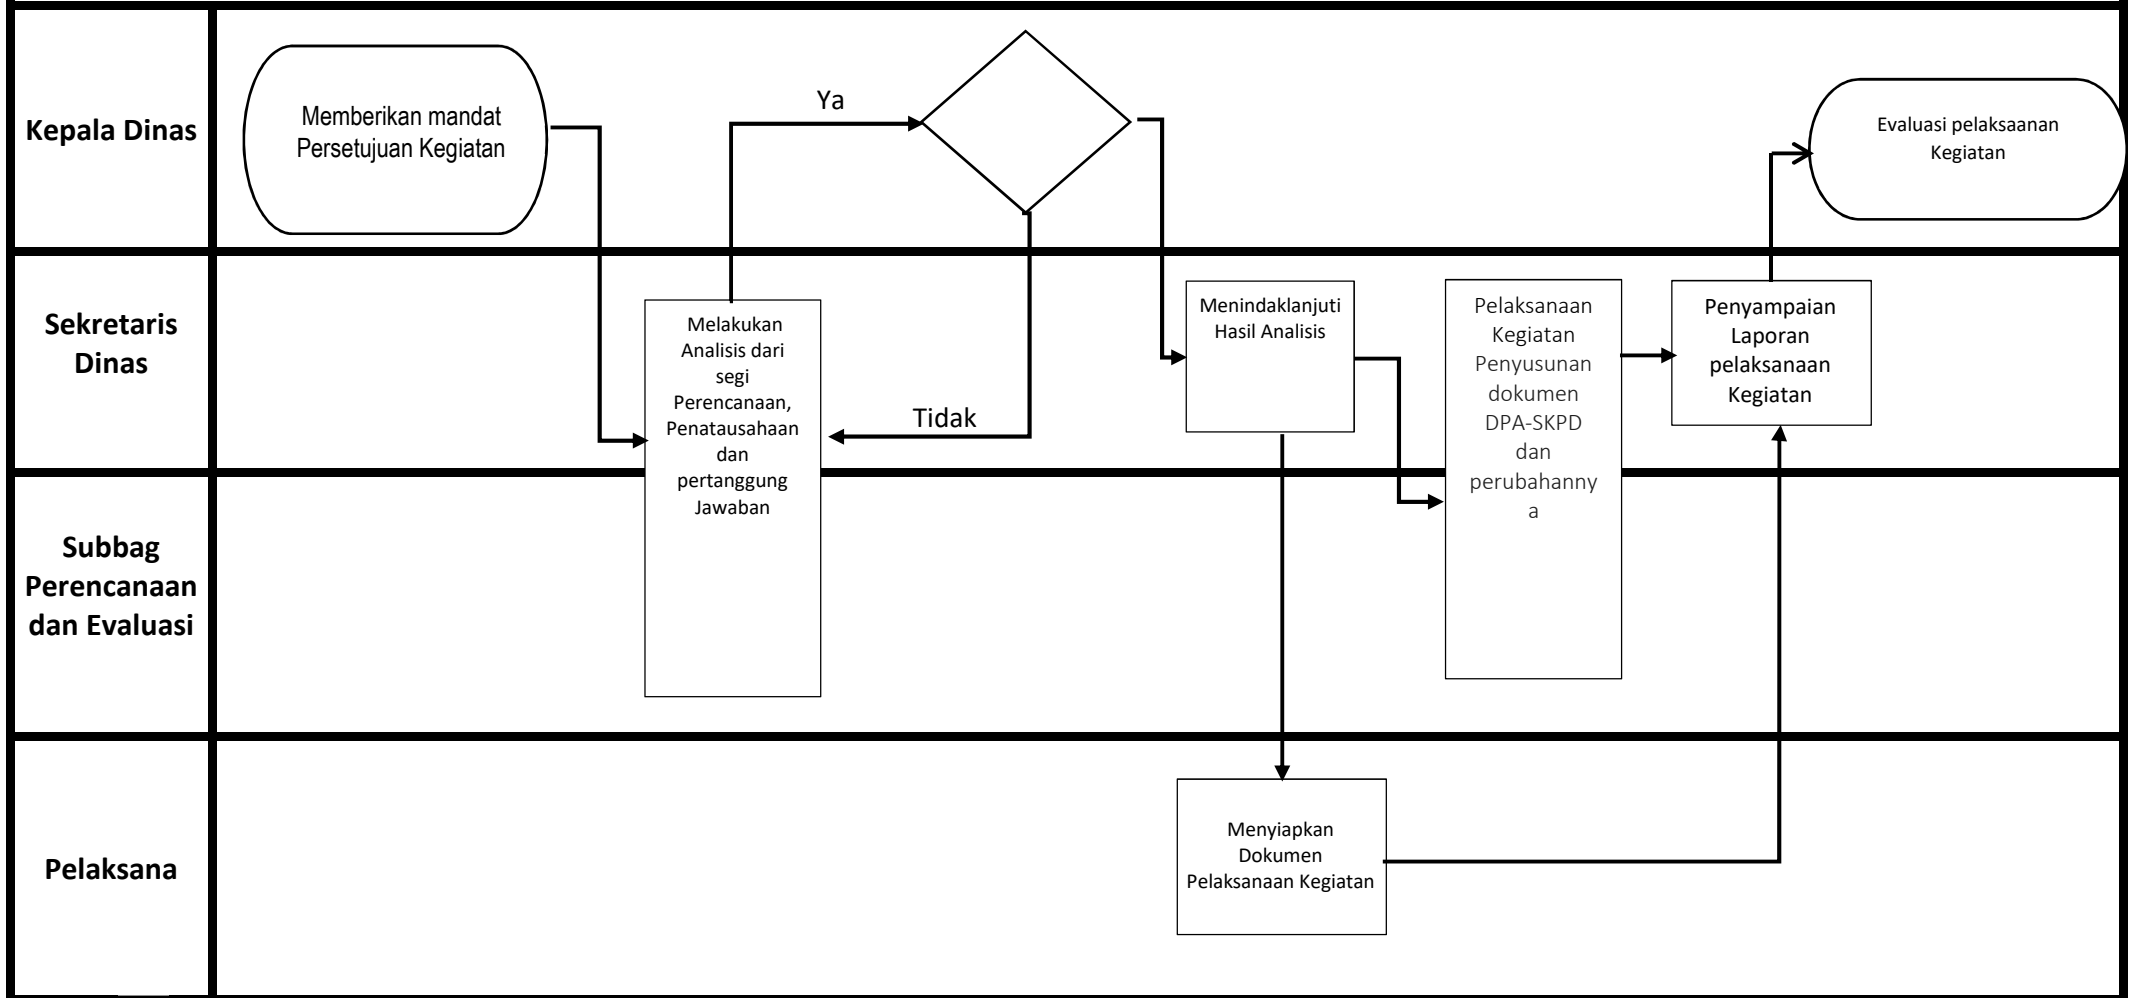 Kepala Dinas
Memberikan mandat
Persetujuan Kegiatan
Ya
Evaluasi pelaksaanan
Kegiatan
Sekretaris
Dinas
Melakukan
Analisis dari
segi
Perencanaan,
Penatausahaan
dan
pertanggung
Jawaban
Tidak
Menindaklanjuti
Hasil Analisis
Pelaksanaan
Kegiatan
Penyusunan
dokumen
DPA-SKPD
dan
perubahanny
a
Penyampaian
Laporan
pelaksanaan
Kegiatan
Subbag
Perencanaan
dan Evaluasi
Pelaksana
Menyiapkan
Dokumen
Pelaksanaan Kegiatan